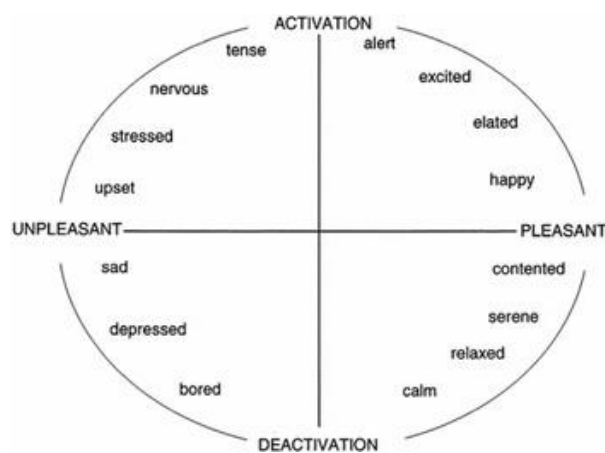 ACTIVATION
tense
alert
nervous
excited
stressed
elated
upset
happy
UNPLEASANT
PLEASANT
sad
contented
depressed
serene
relaxed
bored
calm
DEACTIVATION